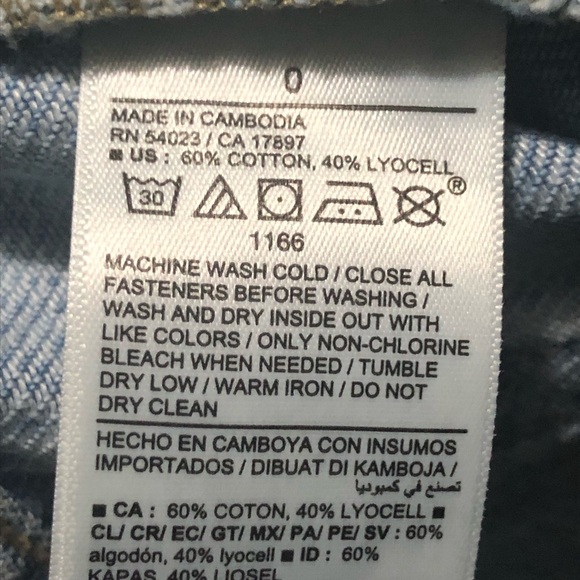 0
MADE IN CAMBODIA
RN 54023 / CA 17897
■ US : 60% COTTON, 40% LYOCELL
30 ®
1166
MACHINE WASH COLD / CLOSE ALL
FASTENERS BEFORE WASHING /
WASH AND DRY INSIDE OUT WITH
LIKE COLORS / ONLY NON-CHLORINE
BLEACH WHEN NEEDED / TUMBLE
DRY LOW / WARM IRON / DO NOT
DRY CLEAN
HECHO EN CAMBOYA CON INSUMOS
IMPORTADOS / DIBUAT DI KAMBOJA /
تصنع في كمبوديا
■ CA : 60% COTON, 40% LYOCELL ■
CL/ CR/ EC/ GT/ MX/ PA/ PE/ SV : 60%
algodón, 40% lyocell ■ ID : 60%
KAPAS, 40% LIOSEL